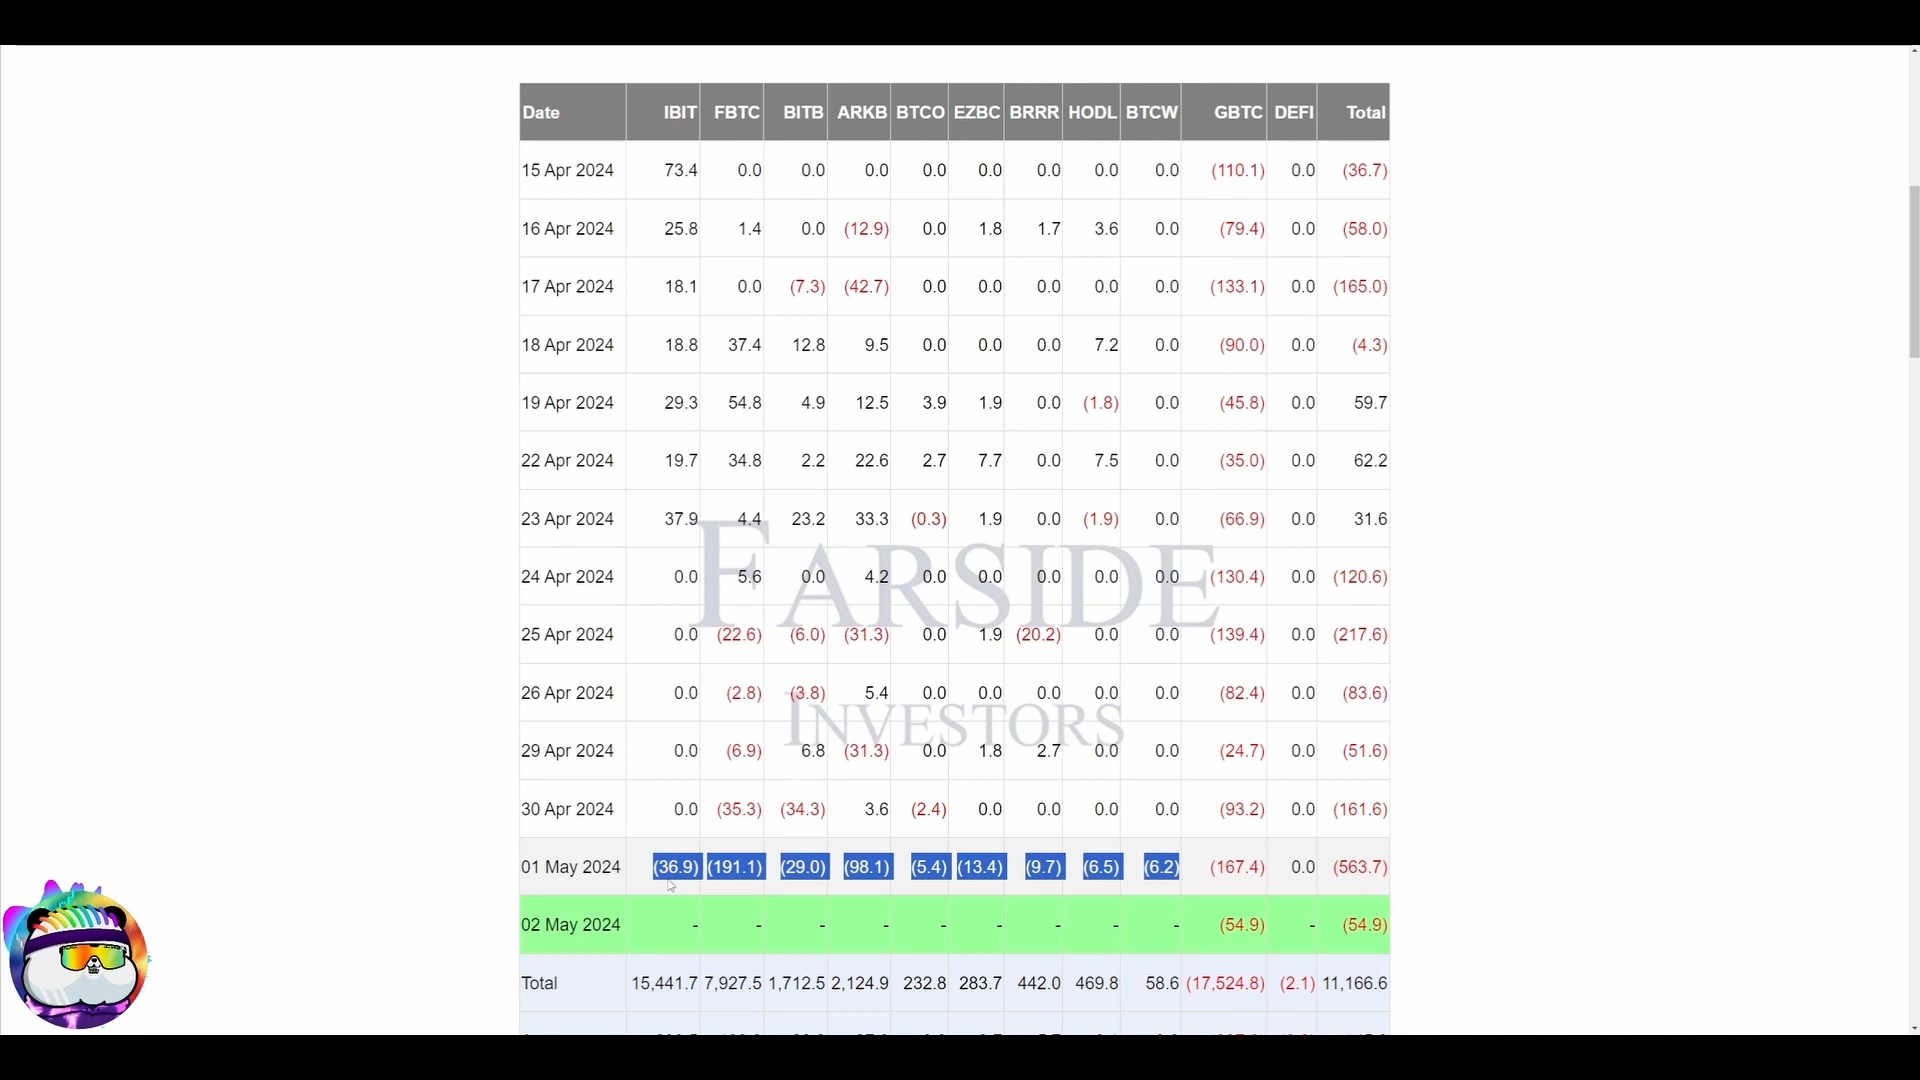 Date IBIT FBTC BITB ARKB BTCO EZBC BRRR HODL BTCW GBTC DEFI Total
15 Apr 2024 73.4 0.0 0.0 0.0 0.0 0.0 0.0 0.0 0.0 (110.1) 0.0 (36.7)
16 Apr 2024 25.8 1.4 0.0 (12.9) 0.0 1.8 1.7 3.6 0.0 (79.4) 0.0 (58.0)
17 Apr 2024 18.1 0.0 (7.3) (42.7) 0.0 0.0 0.0 0.0 0.0 (133.1) 0.0 (165.0)
18 Apr 2024 18.8 37.4 12.8 9.5 0.0 0.0 0.0 7.2 0.0 (90.0) 0.0 (4.3)
19 Apr 2024 29.3 54.8 4.9 12.5 3.9 1.9 0.0 (1.8) 0.0 (45.8) 0.0 59.7
22 Apr 2024 19.7 34.8 2.2 22.6 2.7 7.7 0.0 7.5 0.0 (35.0) 0.0 62.2
23 Apr 2024 37.9 4.4 23.2 33.3 (0.3) 1.9 0.0 (1.9) 0.0 (66.9) 0.0 31.6
24 Apr 2024 0.0 5.6 0.0 4.2 0.0 0.0 0.0 0.0 0.0 (130.4) 0.0 (120.6)
FARSIDE
25 Apr 2024 0.0 (22.6) (6.0) (31.3) 0.0 1.9 (20.2) 0.0 0.0 (139.4) 0.0 (217.6)
26 Apr 2024 0.0 (2.8) (3.8) 5.4 0.0 0.0 0.0 0.0 0.0 (82.4) 0.0 (83.6)
INVESTORS
29 Apr 2024 0.0 (6.9) 6.8 (31.3) 0.0 1.8 2.7 0.0 0.0 (24.7) 0.0 (51.6)
30 Apr 2024 0.0 (35.3) (34.3) 3.6 (2.4) 0.0 0.0 0.0 0.0 (93.2) 0.0 (161.6)
01 May 2024 (36.9) (191.1) (29.0) (98.1) (5.4) (13.4) (9.7) (6.5) (6.2) (167.4) 0.0 (563.7)
02 May 2024 - - - - - - - - - (54.9) - (54.9)
Total 15,441.7 7,927.5 1,712.5 2,124.9 232.8 283.7 442.0 469.8 58.6 (17,524.8) (2.1) 11,166.6